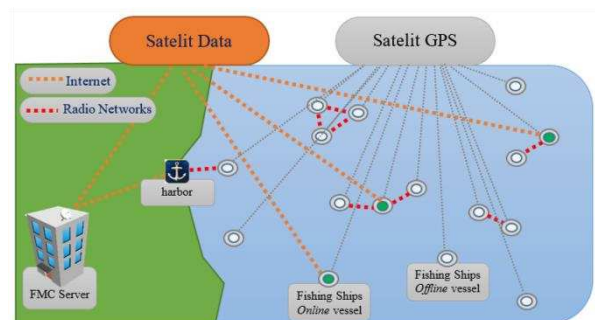 Satelit Data
Satelit GPS
Internet
Radio Networks
harbor
FMC Server
Fishing Ships
Online vessel
Fishing Ships
Offline vessel